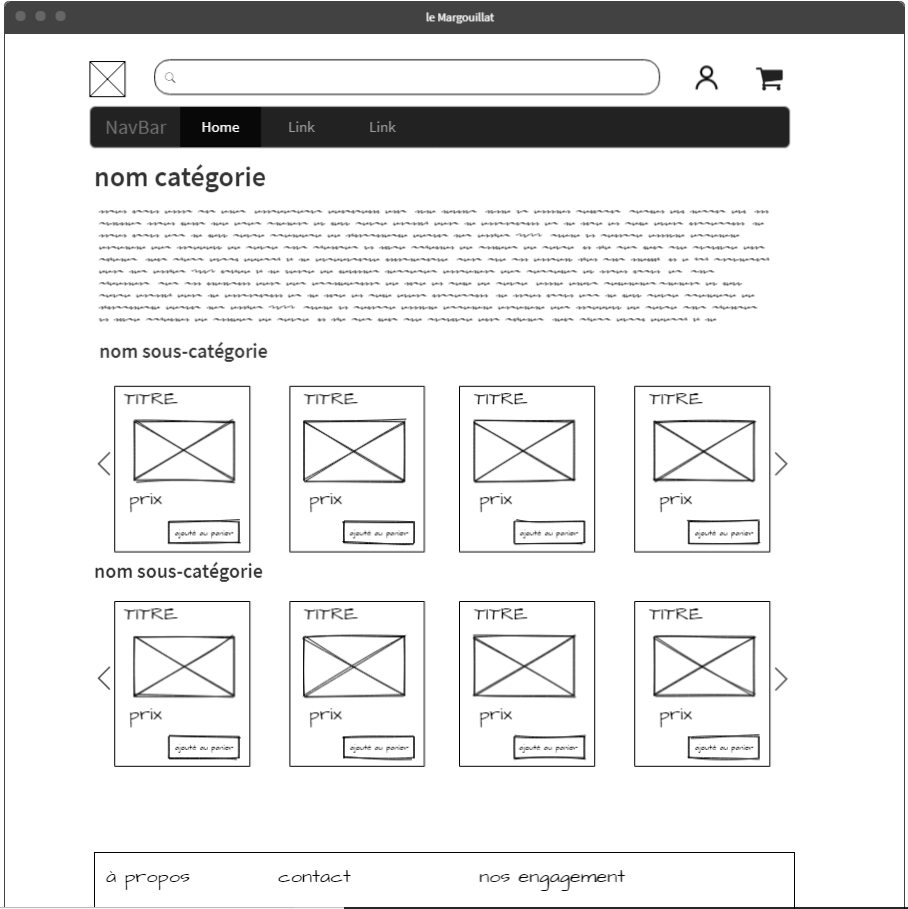 le Margouillat
NavBar Home Link Link
nom catégorie
nom sous-catégorie
TITRE TITRE TITRE TITRE
prix prix prix prix
ajouté au panier ajouté au panier ajouté au panier ajouté au panier
nom sous-catégorie
TITRE TITRE TITRE TITRE
prix prix prix prix
ajouté au panier ajouté au panier ajouté au panier ajouté au panier
à propos contact nos engagement